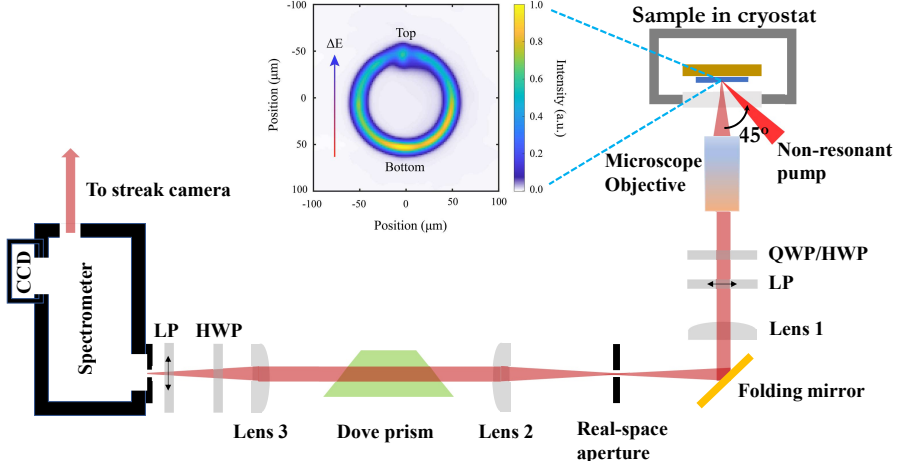 Sample in cryostat
45°
Non-resonant
pump
Microscope
Objective
QWP/HWP
LP
Lens 1
Folding mirror
Real-space
aperture
Lens 2
Dove prism
Lens 3
HWP
LP
Spectrometer
CCD
To streak camera
-100
-50
0
50
100
Position (μm)
ΔE
Top
Bottom
-100
-50
0
50
100
Position (μm)
1.0
0.8
0.6
0.4
0.2
0.0
Intensity (a.u.)